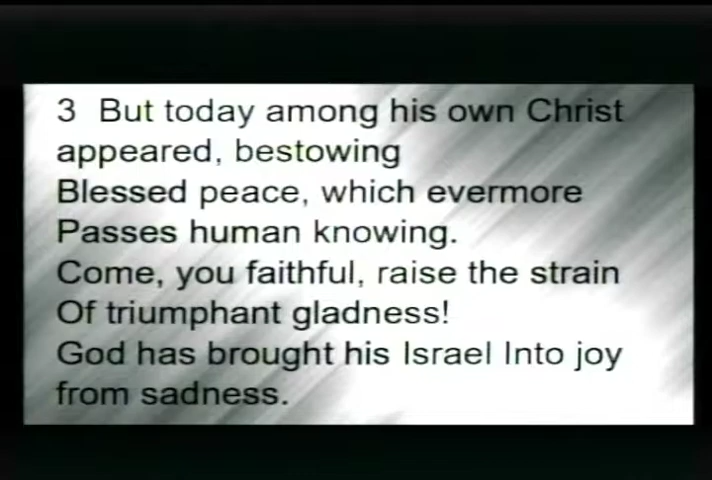 3 But today among his own Christ
appeared, bestowing
Blessed peace, which evermore
Passes human knowing.
Come, you faithful, raise the strain
Of triumphant gladness!
God has brought his Israel Into joy
from sadness.